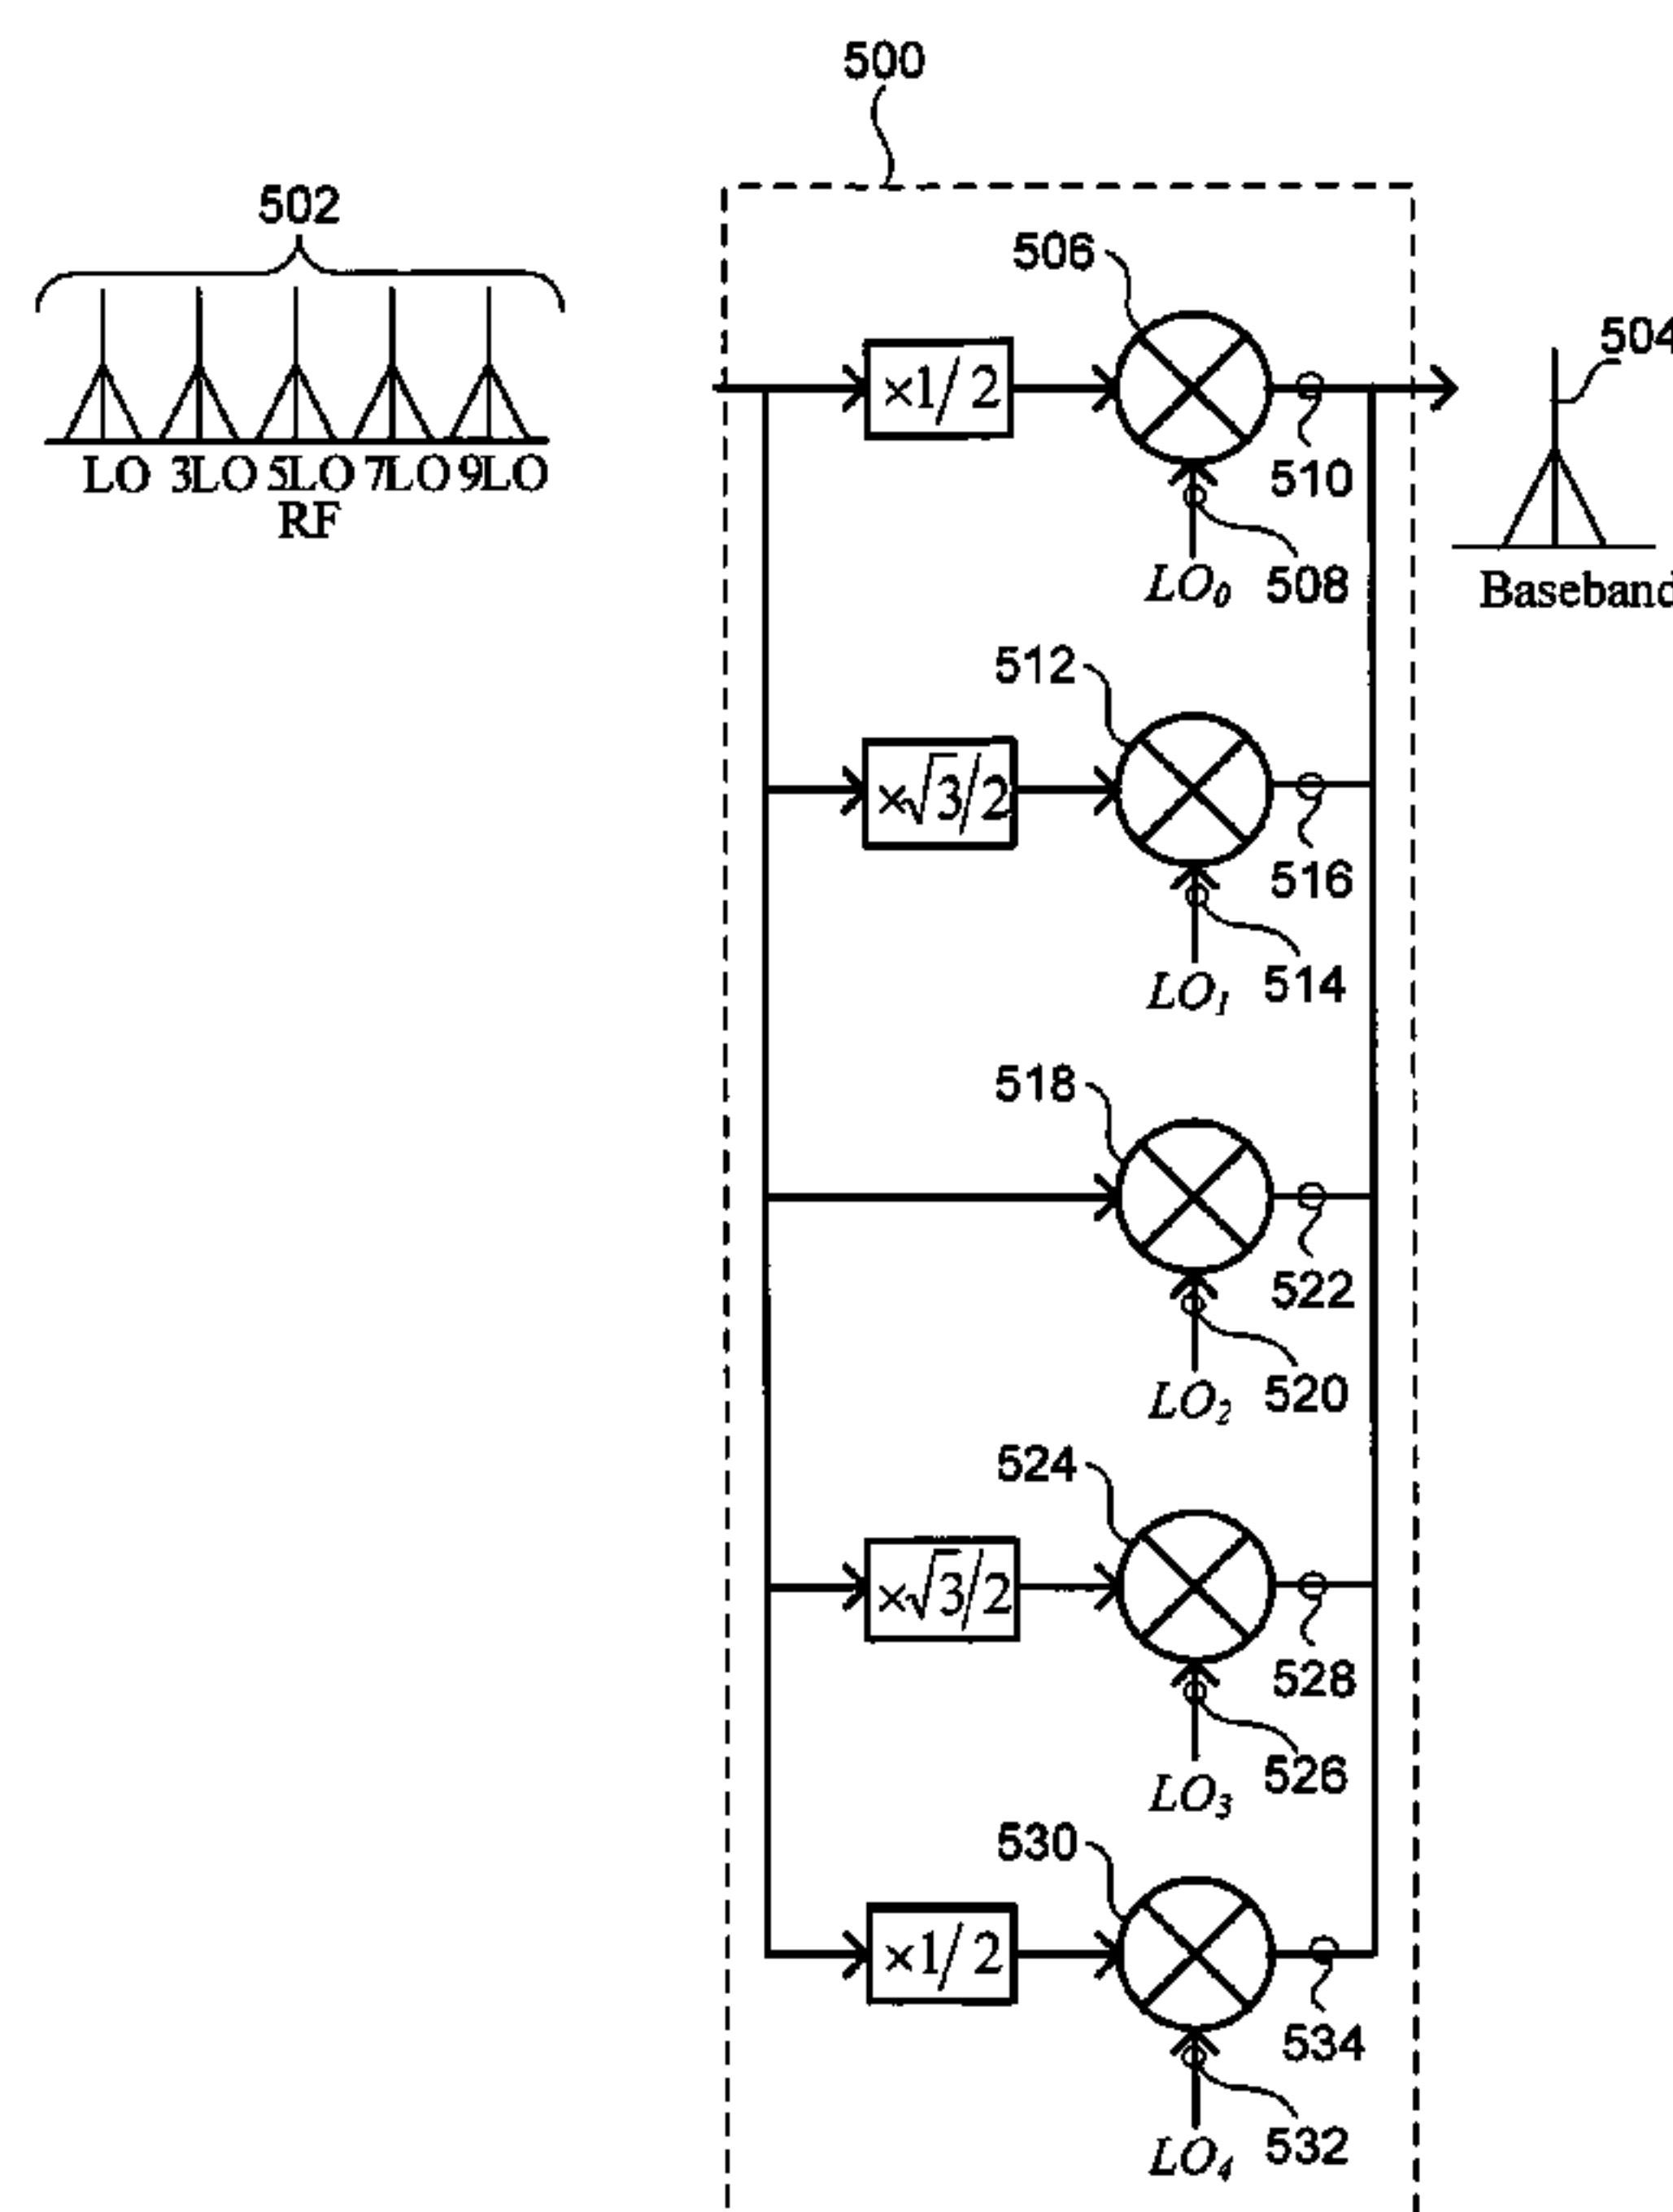 500
502
506
504
×1/2
LO 3LO 5LO 7LO 9LO
RF
510
LO₀ 508
Baseband
512
×√3/2
516
LO₁ 514
518
522
LO₂ 520
524
×√3/2
528
LO₃ 526
530
×1/2
534
LO₄ 532